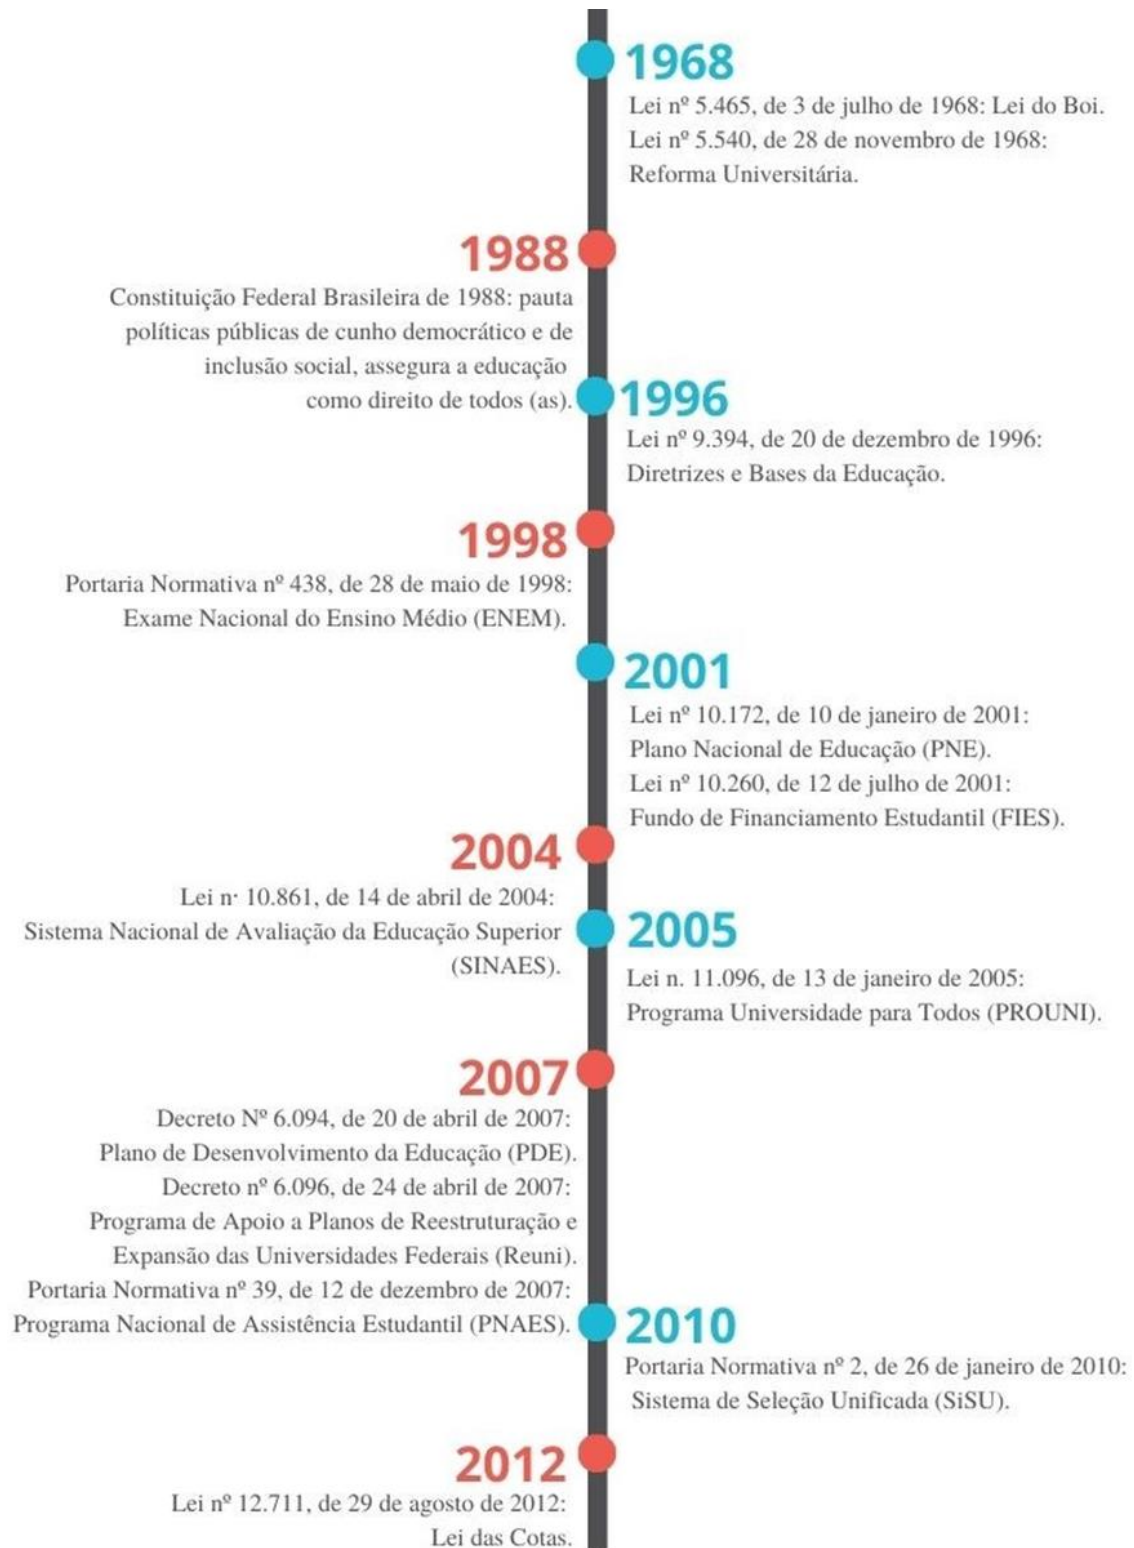 1968
Lei nº 5.465, de 3 de julho de 1968: Lei do Boi.
Lei nº 5.540, de 28 de novembro de 1968:
Reforma Universitária.
1988
Constituição Federal Brasileira de 1988: pauta
políticas públicas de cunho democrático e de
inclusão social, assegura a educação
como direito de todos (as).
1996
Lei nº 9.394, de 20 de dezembro de 1996:
Diretrizes e Bases da Educação.
1998
Portaria Normativa nº 438, de 28 de maio de 1998:
Exame Nacional do Ensino Médio (ENEM).
2001
Lei nº 10.172, de 10 de janeiro de 2001:
Plano Nacional de Educação (PNE).
Lei nº 10.260, de 12 de julho de 2001:
Fundo de Financiamento Estudantil (FIES).
2004
Lei n· 10.861, de 14 de abril de 2004:
Sistema Nacional de Avaliação da Educação Superior
(SINAES).
2005
Lei n. 11.096, de 13 de janeiro de 2005:
Programa Universidade para Todos (PROUNI).
2007
Decreto Nº 6.094, de 20 de abril de 2007:
Plano de Desenvolvimento da Educação (PDE).
Decreto nº 6.096, de 24 de abril de 2007:
Programa de Apoio a Planos de Reestruturação e
Expansão das Universidades Federais (Reuni).
Portaria Normativa nº 39, de 12 de dezembro de 2007:
Programa Nacional de Assistência Estudantil (PNAES).
2010
Portaria Normativa nº 2, de 26 de janeiro de 2010:
Sistema de Seleção Unificada (SiSU).
2012
Lei nº 12.711, de 29 de agosto de 2012:
Lei das Cotas.